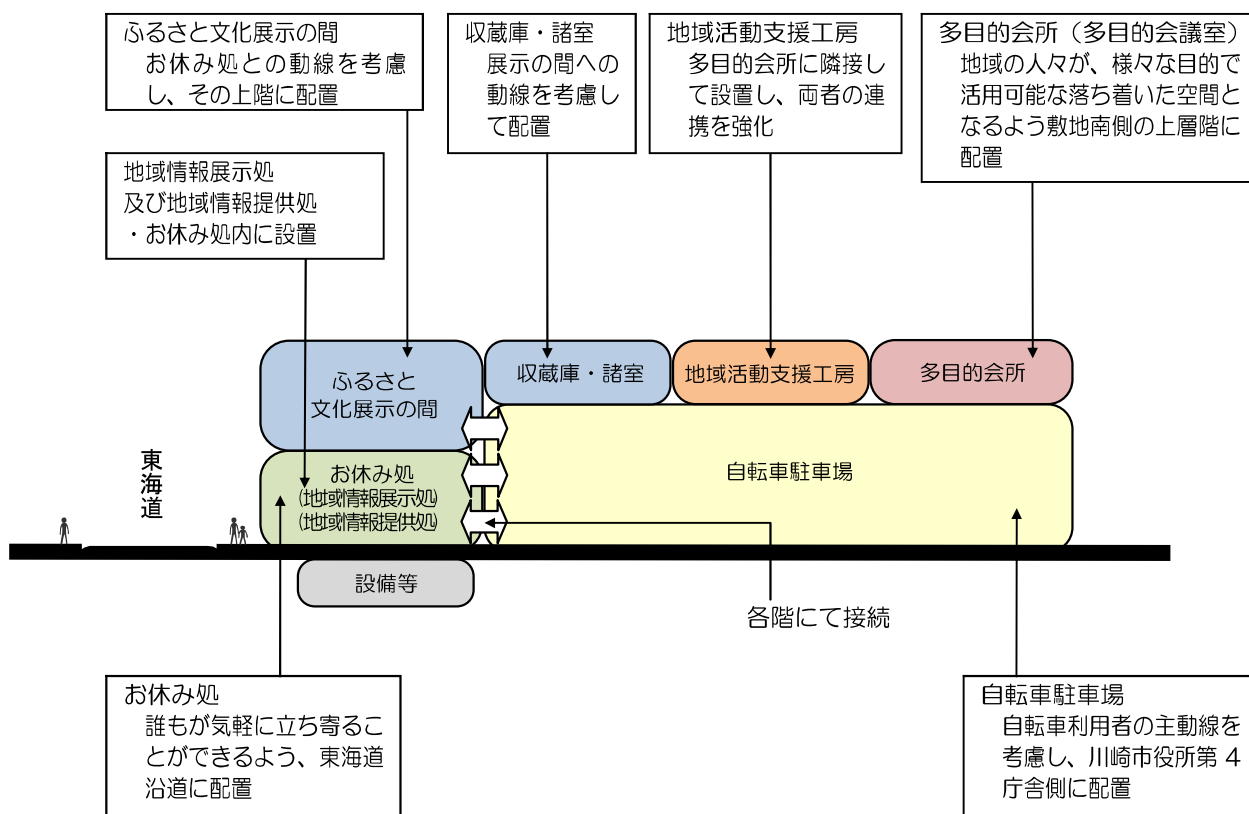 ふるさと文化展示の間
お休み処との動線を考慮
し、その上階に配置
収蔵庫・諸室
展示の間への
動線を考慮し
て配置
地域活動支援工房
多目的会所に隣接し
て設置し、両者の連
携を強化
多目的会所（多目的会議室）
地域の人々が、様々な目的で
活用可能な落ち着いた空間と
なるよう敷地南側の上層階に
配置
地域情報展示処
及び地域情報提供処
・お休み処内に設置
ふるさと
文化展示の間
収蔵庫・諸室
地域活動支援工房
多目的会所
東海道
お休み処
(地域情報展示処)
(地域情報提供処)
自転車駐車場
設備等
各階にて接続
お休み処
誰もが気軽に立ち寄るこ
とができるよう、東海道
沿道に配置
自転車駐車場
自転車利用者の主動線を
考慮し、川崎市役所第 4
庁舎側に配置